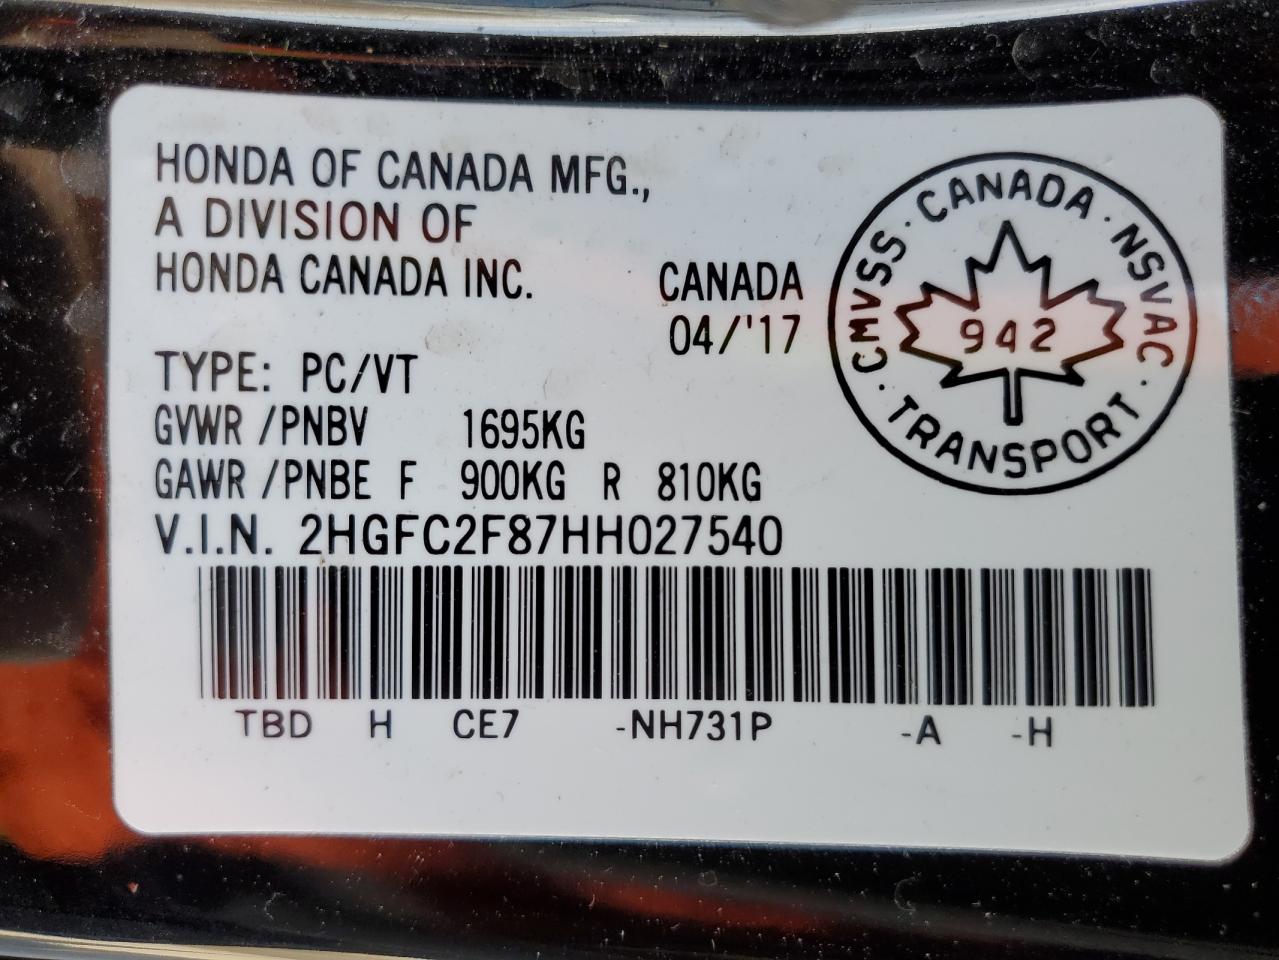 HONDA OF CANADA MFG.,
A DIVISION OF
HONDA CANADA INC.
CANADA
04/'17
TYPE: PC/VT
GVWR /PNBV 1695KG
GAWR /PNBE F 900KG R 810KG
V.I.N. 2HGFC2F87HH027540
TBD H CE7 -NH731P -A -H
CMVSS · CANADA · NSVAC · TRANSPORT ·
942